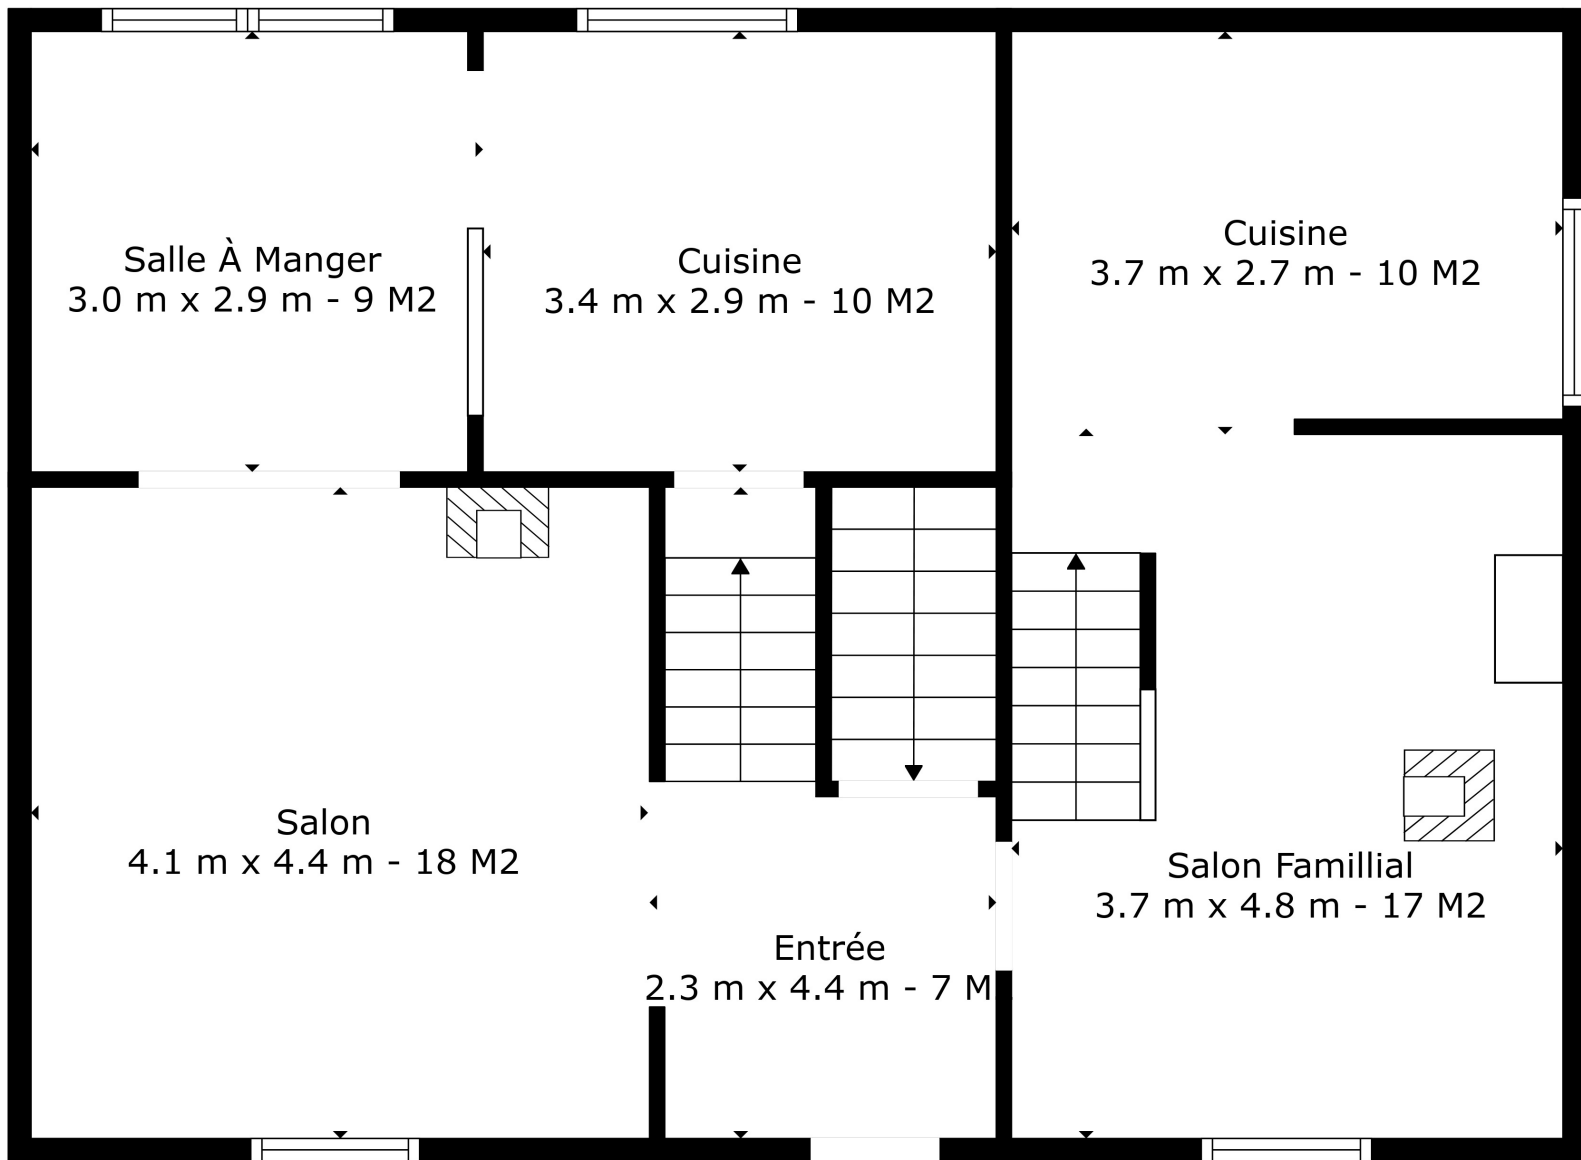 Salle À Manger
3.0 m x 2.9 m - 9 M2
Cuisine
3.4 m x 2.9 m - 10 M2
Cuisine
3.7 m x 2.7 m - 10 M2
Salon
4.1 m x 4.4 m - 18 M2
Entrée
2.3 m x 4.4 m - 7 M
Salon Famillial
3.7 m x 4.8 m - 17 M2